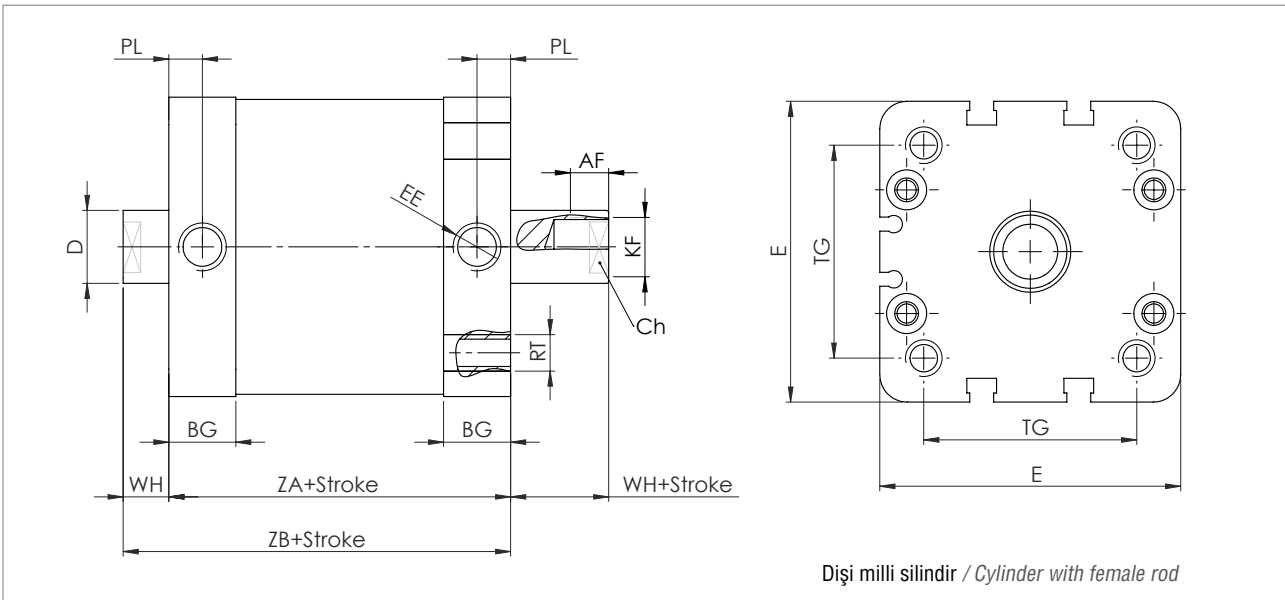 PL
PL
AF
EE
D
KF
Ch
RT
BG
BG
WH
ZA+Stroke
WH+Stroke
ZB+Stroke
E
TG
TG
E
Dişi milli silindir / Cylinder with female rod